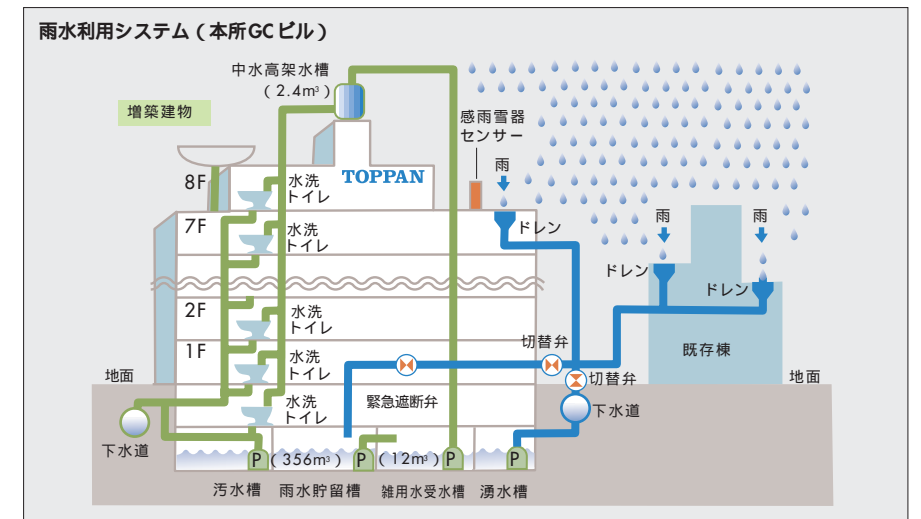 雨水利用システム（本所GCビル）
中水高架水槽
（2.4m³）
増築建物
感雨雪器
センサー
雨
8F
水洗
トイレ
TOPPAN
7F
水洗
トイレ
ドレン
雨
雨
ドレン
ドレン
2F
水洗
トイレ
1F
水洗
トイレ
切替弁
既存棟
地面
切替弁
地面
水洗
トイレ
緊急遮断弁
下水道
下水道
P
（356m³）
P
（12m³）
P
P
汚水槽
雨水貯留槽
雑用水受水槽
湧水槽